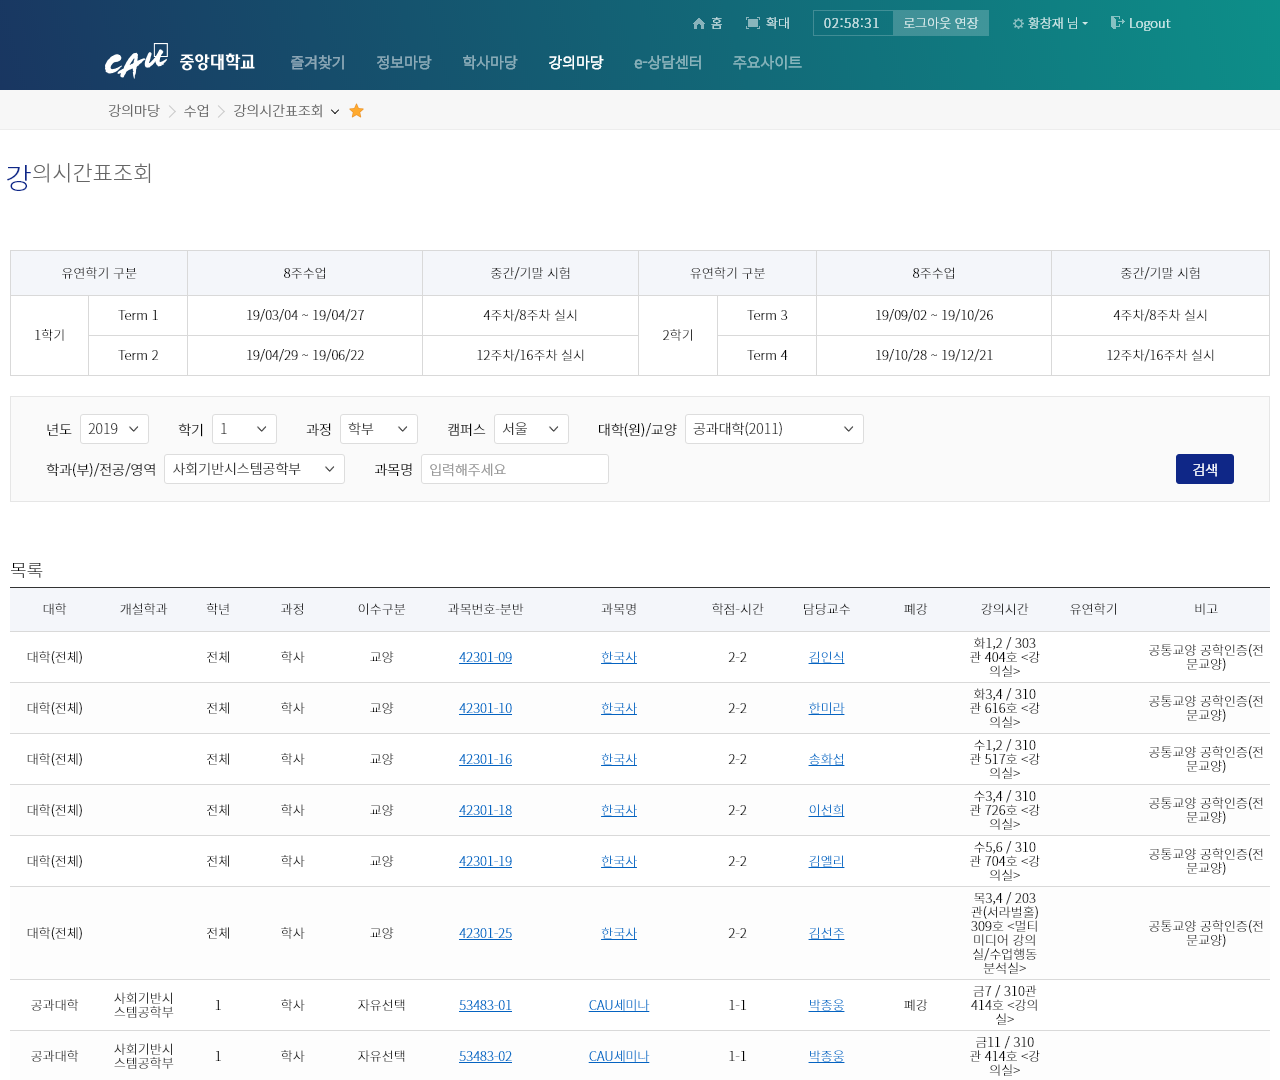 홈 확대 02:58:31 로그아웃 연장 황창재 님 Logout
CAU 중앙대학교 즐겨찾기 정보마당 학사마당 강의마당 e-상담센터 주요사이트
강의마당 수업 강의시간표조회
강의시간표조회
유연학기 구분 8주수업 중간/기말 시험 유연학기 구분 8주수업 중간/기말 시험
1학기 Term 1 19/03/04 ~ 19/04/27 4주차/8주차 실시 2학기 Term 3 19/09/02 ~ 19/10/26 4주차/8주차 실시
Term 2 19/04/29 ~ 19/06/22 12주차/16주차 실시 Term 4 19/10/28 ~ 19/12/21 12주차/16주차 실시
년도 2019 학기 1 과정 학부 캠퍼스 서울 대학(원)/교양 공과대학(2011)
학과(부)/전공/영역 사회기반시스템공학부 과목명 입력해주세요 검색
목록
대학 개설학과 학년 과정 이수구분 과목번호-분반 과목명 학점-시간 담당교수 폐강 강의시간 유연학기 비고
대학(전체) 전체 학사 교양 42301-09 한국사 2-2 김인식 화1,2 / 303
관 404호 <강
의실> 공통교양 공학인증(전
문교양)
대학(전체) 전체 학사 교양 42301-10 한국사 2-2 한미라 화3,4 / 310
관 616호 <강
의실> 공통교양 공학인증(전
문교양)
대학(전체) 전체 학사 교양 42301-16 한국사 2-2 송화섭 수1,2 / 310
관 517호 <강
의실> 공통교양 공학인증(전
문교양)
대학(전체) 전체 학사 교양 42301-18 한국사 2-2 이선희 수3,4 / 310
관 726호 <강
의실> 공통교양 공학인증(전
문교양)
대학(전체) 전체 학사 교양 42301-19 한국사 2-2 김엘리 수5,6 / 310
관 704호 <강
의실> 공통교양 공학인증(전
문교양)
대학(전체) 전체 학사 교양 42301-25 한국사 2-2 김선주 목3,4 / 203
관(서라벌홀)
309호 <멀티
미디어 강의
실/수업행동
분석실> 공통교양 공학인증(전
문교양)
공과대학 사회기반시
스템공학부 1 학사 자유선택 53483-01 CAU세미나 1-1 박종웅 폐강 금7 / 310관
414호 <강의
실>
공과대학 사회기반시
스템공학부 1 학사 자유선택 53483-02 CAU세미나 1-1 박종웅 금11 / 310
관 414호 <강
의실>